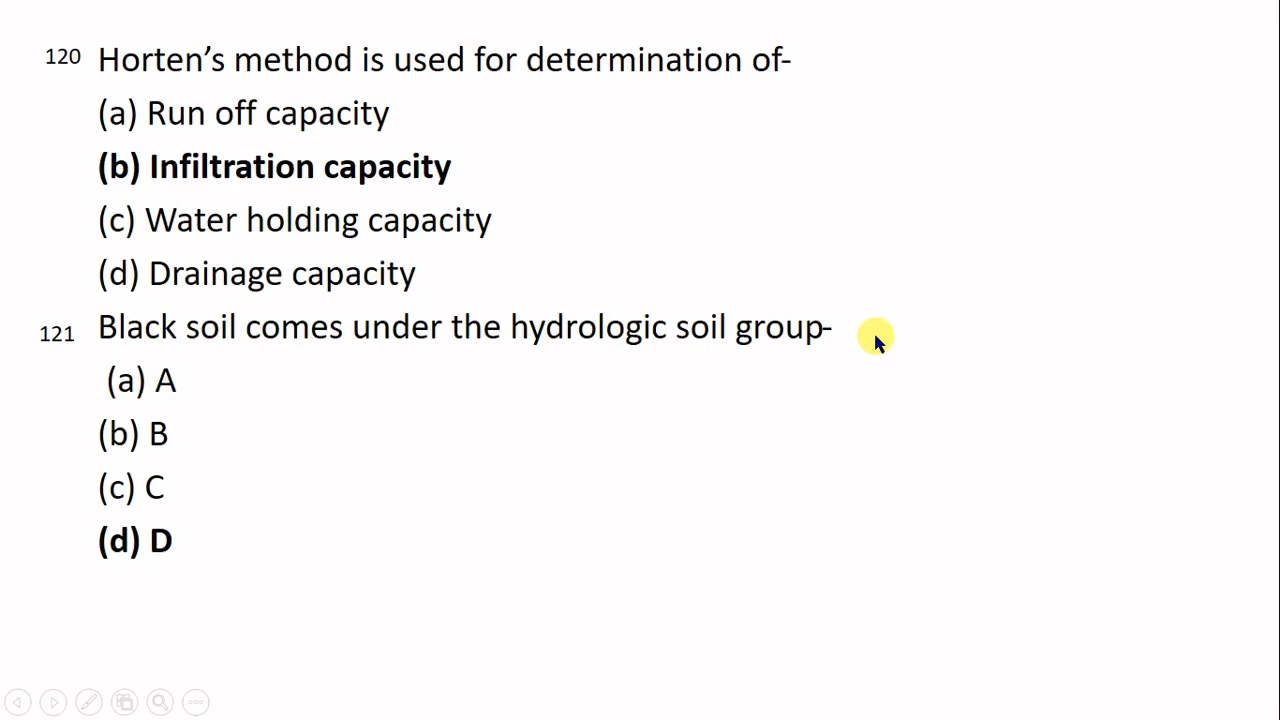 120 Horten’s method is used for determination of-
(a) Run off capacity
(b) Infiltration capacity
(c) Water holding capacity
(d) Drainage capacity
121 Black soil comes under the hydrologic soil group-
(a) A
(b) B
(c) C
(d) D